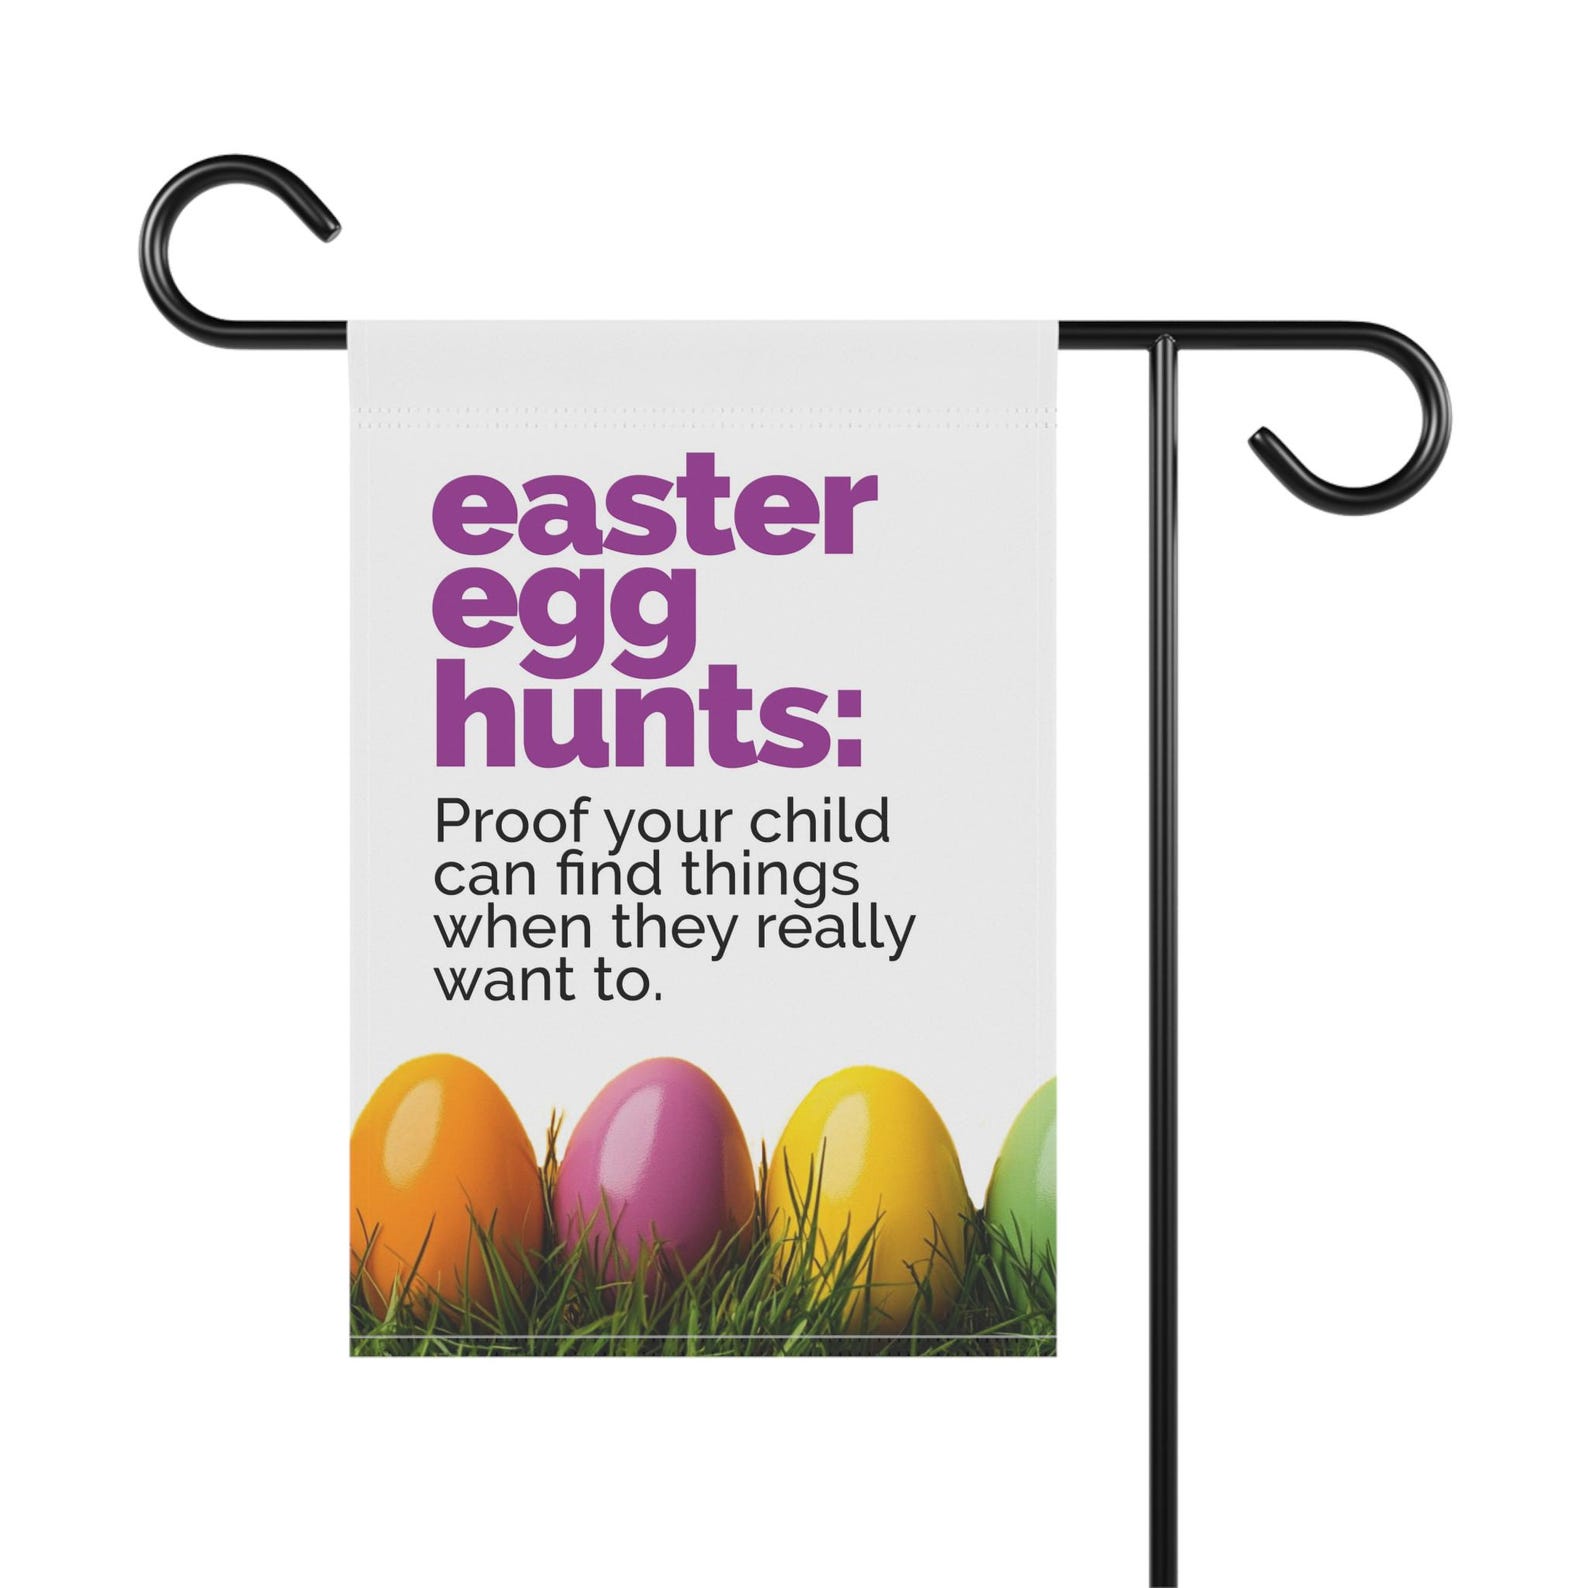 easter
egg
hunts:
Proof your child
can find things
when they really
want to.